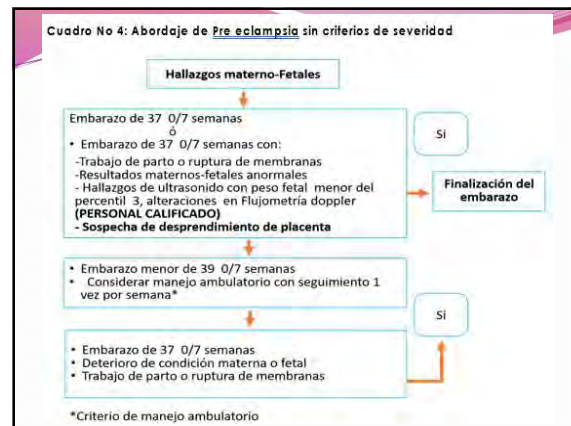 Cuadro No 4: Abordaje de Pre eclampsia sin criterios de severidad
Hallazgos materno-Fetales
Embarazo de 37 0/7 semanas
ó
• Embarazo de 37 0/7 semanas con:
-Trabajo de parto o ruptura de membranas
-Resultados maternos-fetales anormales
- Hallazgos de ultrasonido con peso fetal menor del
percentil 3, alteraciones en Flujometría doppler
(PERSONAL CALIFICADO)
- Sospecha de desprendimiento de placenta
Si
Finalización del
embarazo
• Embarazo menor de 39 0/7 semanas
• Considerar manejo ambulatorio con seguimiento 1
vez por semana*
Si
• Embarazo de 37 0/7 semanas
• Deterioro de condición materna o fetal
• Trabajo de parto o ruptura de membranas
*Criterio de manejo ambulatorio